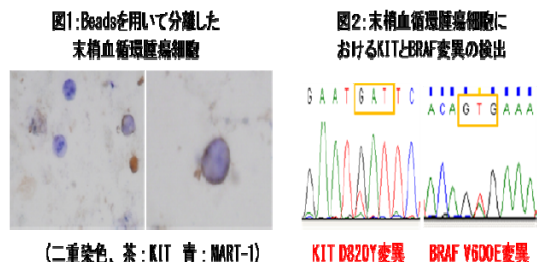 図1:Beadsを用いて分離した
末梢血循環腫瘍細胞
(二重染色、茶:KIT 青:MART-1)
図2:末梢血循環腫瘍細胞に
おけるKITとBRAF変異の検出
G A A T G A T T C
A C A G T G A A A
KIT D820Y変異
BRAF V600E変異